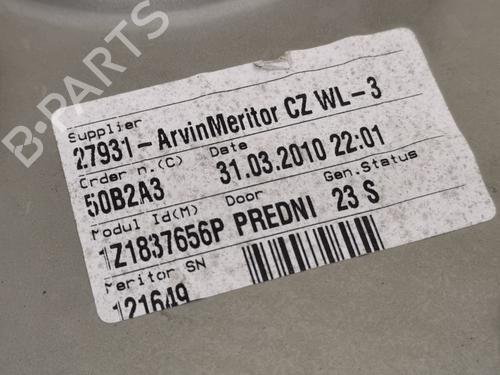 B-PARTS
Supplier
27931-ArvinMeritor CZ WL-3
Order n.(C) Date
50B2A3 31.03.2010 22:01
Modul Id(M) Door Gen.Status
1Z1837656P PREDNI 23 S
Meritor SN
121649